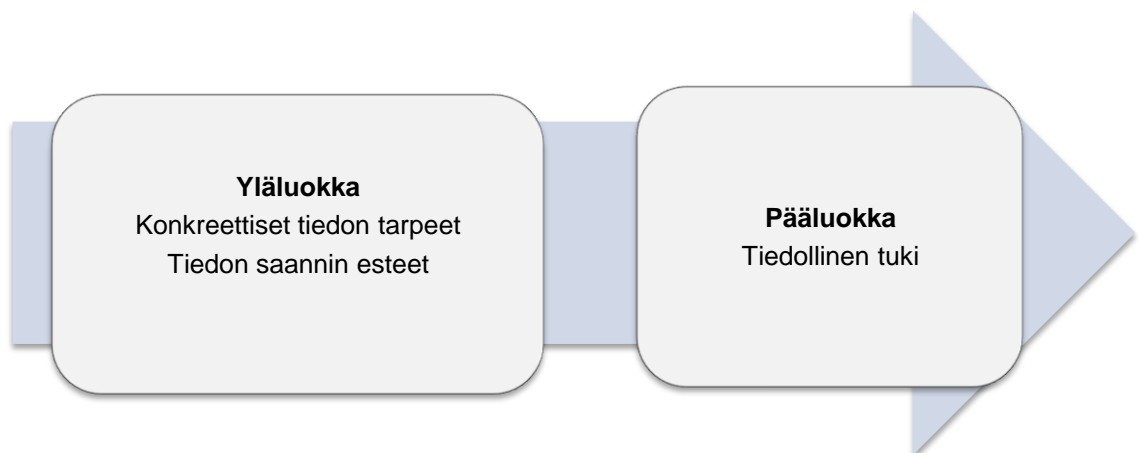 Yläluokka
Konkreettiset tiedon tarpeet
Tiedon saannin esteet
Pääluokka
Tiedollinen tuki